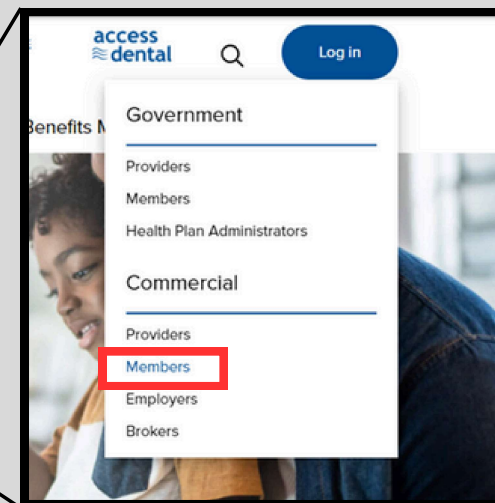 access
dental
Log in
Benefits
Government
Providers
Members
Health Plan Administrators
Commercial
Providers
Members
Employers
Brokers